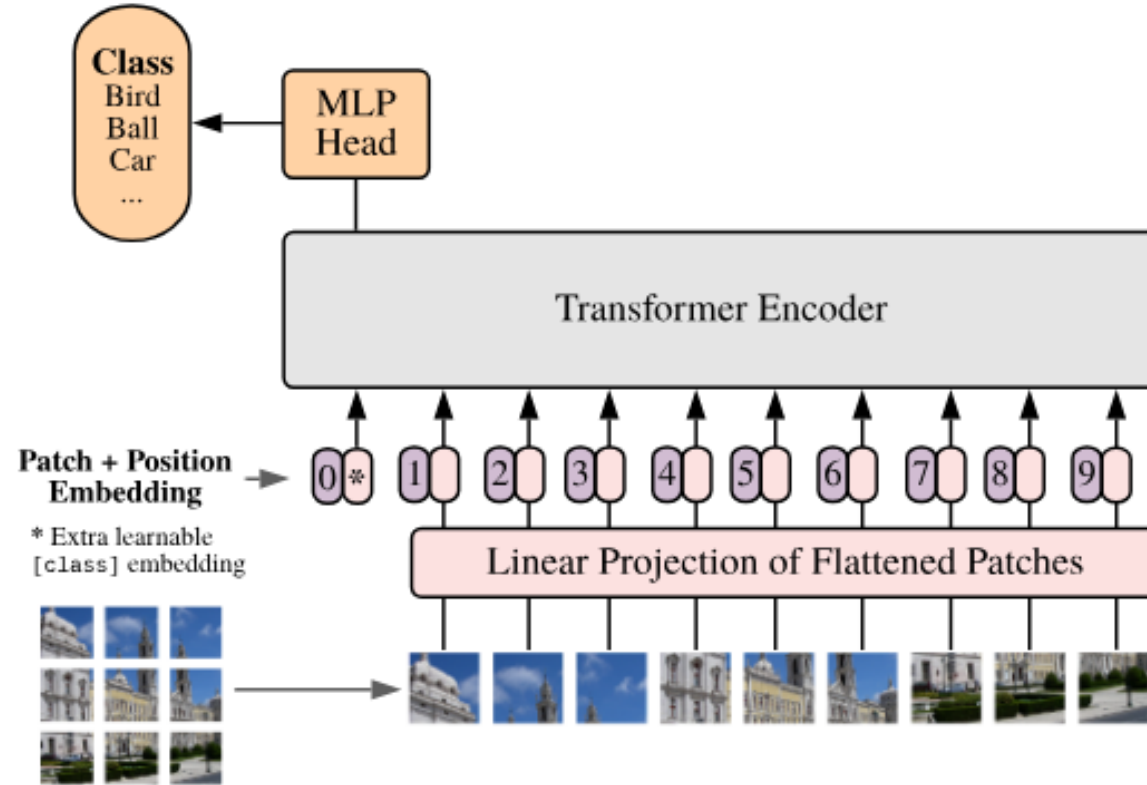 Class
Bird
Ball
Car
...
MLP
Head
Transformer Encoder
Patch + Position
Embedding
0 * 1 2 3 4 5 6 7 8 9
* Extra learnable
[class] embedding
Linear Projection of Flattened Patches